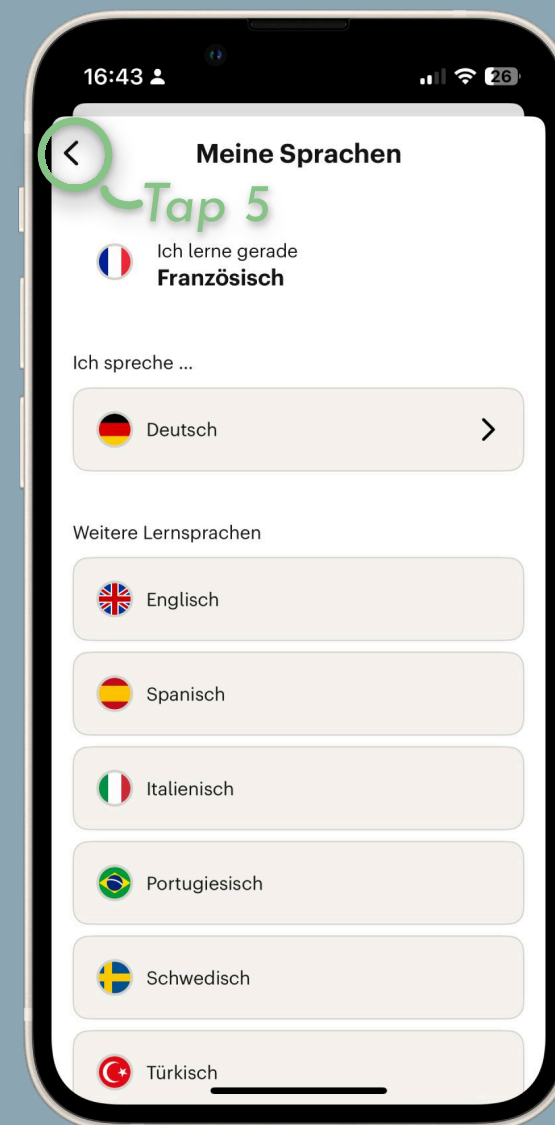 16:43
26
Meine Sprachen
Tap 5
Ich lerne gerade
Französisch
Ich spreche ...
Deutsch
Weitere Lernsprachen
Englisch
Spanisch
Italienisch
Portugiesisch
Schwedisch
Türkisch